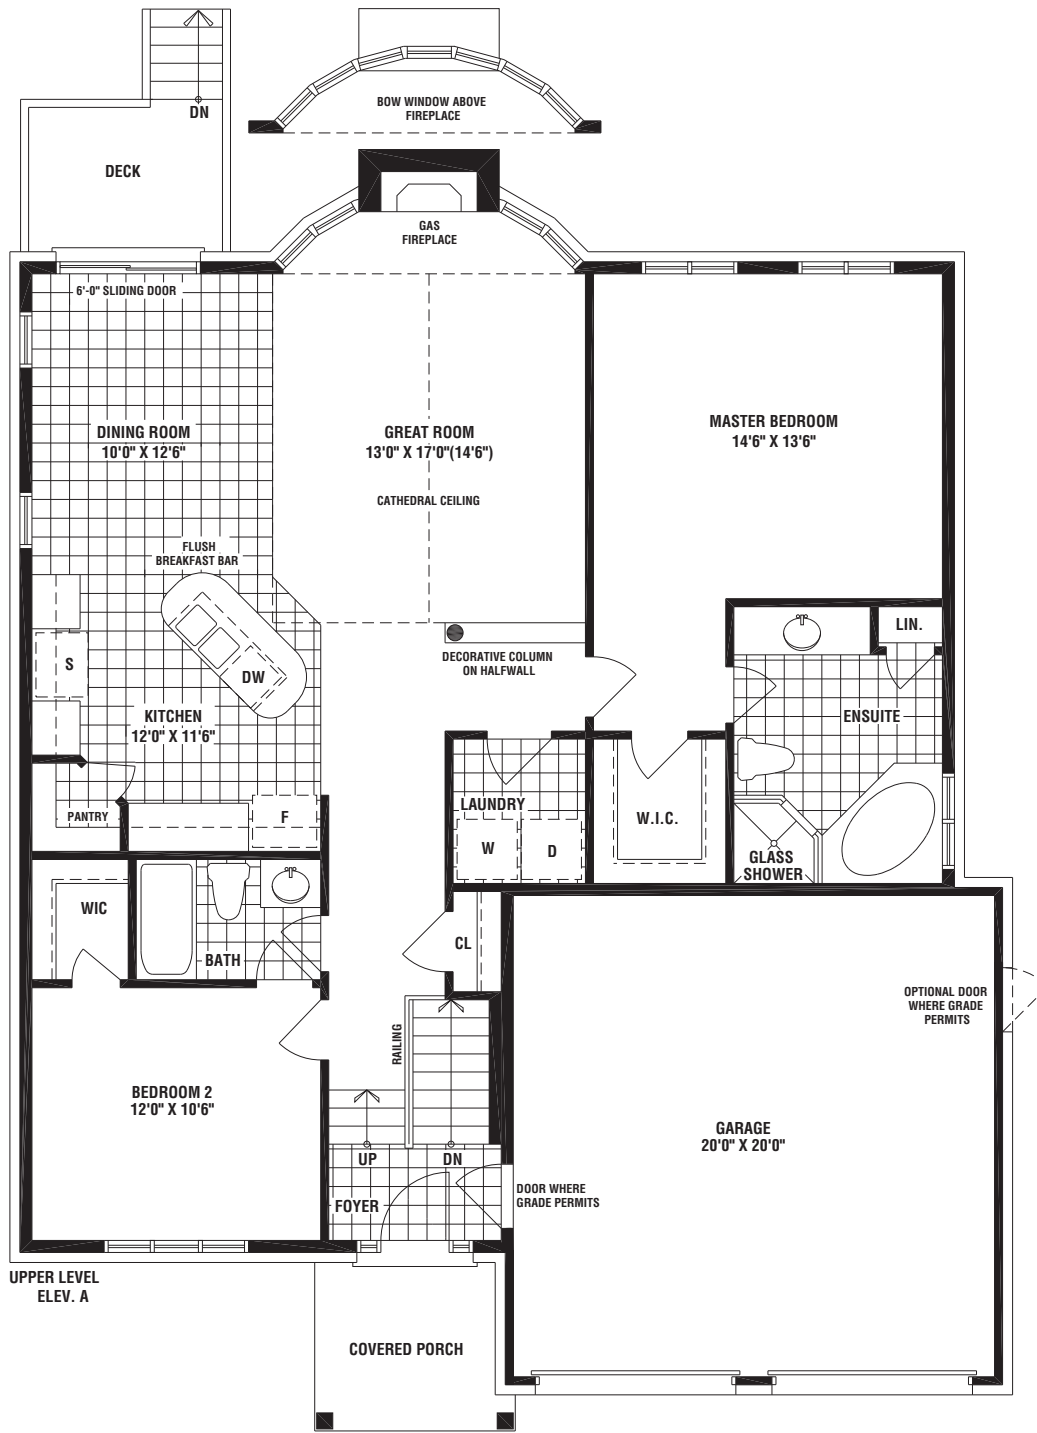 BOW WINDOW ABOVE
FIREPLACE
DN
DECK
GAS
FIREPLACE
6'-0" SLIDING DOOR
DINING ROOM
10'0" X 12'6"
GREAT ROOM
13'0" X 17'0"(14'6")
CATHEDRAL CEILING
MASTER BEDROOM
14'6" X 13'6"
FLUSH
BREAKFAST BAR
S
DW
DECORATIVE COLUMN
ON HALFWALL
LIN.
KITCHEN
12'0" X 11'6"
ENSUITE
PANTRY
F
LAUNDRY
W
D
W.I.C.
GLASS
SHOWER
WIC
BATH
CL
OPTIONAL DOOR
WHERE GRADE
PERMITS
RAILING
BEDROOM 2
12'0" X 10'6"
GARAGE
20'0" X 20'0"
UP
DN
FOYER
DOOR WHERE
GRADE PERMITS
UPPER LEVEL
ELEV. A
COVERED PORCH